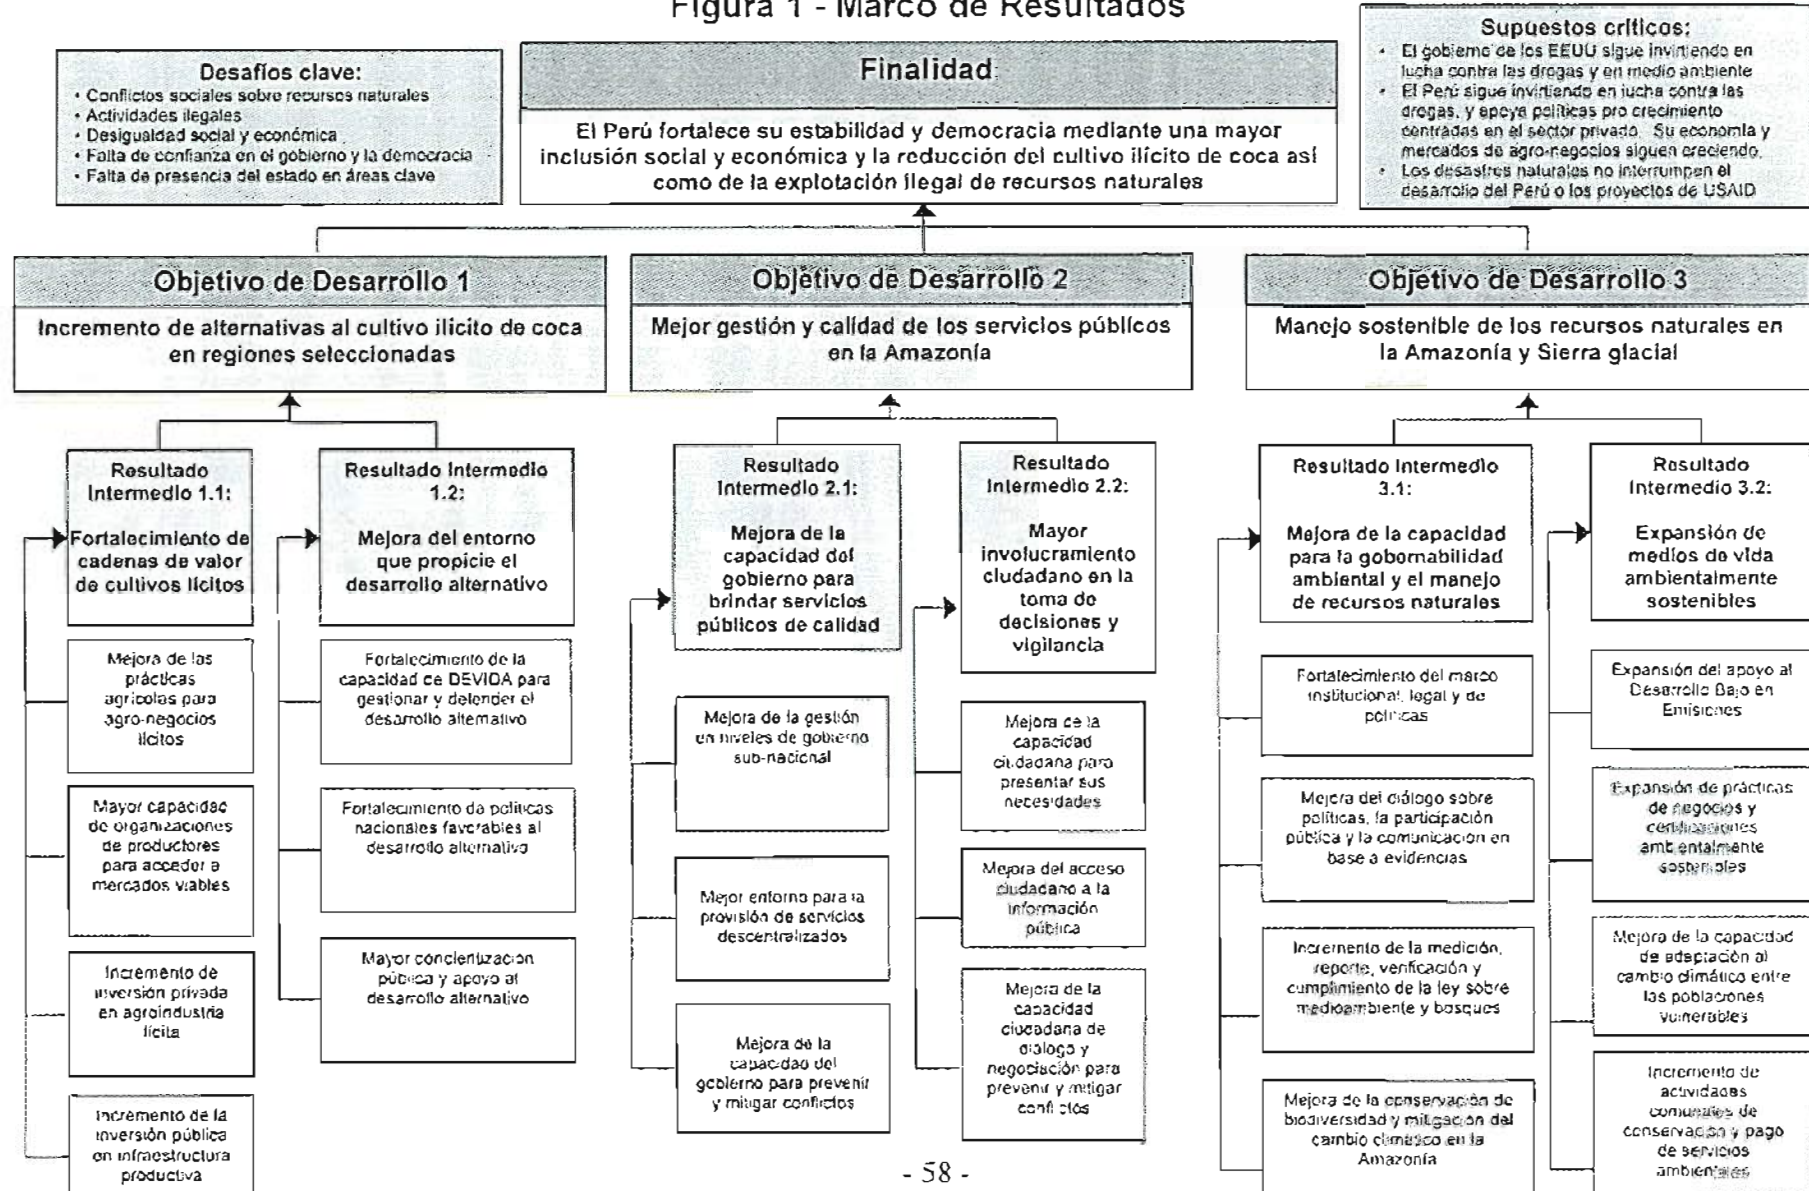 Figura 1 - Marco de Resultados
Desafíos clave:
• Conflictos sociales sobre recursos naturales
• Actividades ilegales
• Desigualdad social y económica
• Falta de confianza en el gobierno y la democracia
• Falta de presencia del estado en áreas clave
Finalidad
El Perú fortalece su estabilidad y democracia mediante una mayor
inclusión social y económica y la reducción del cultivo ilícito de coca así
como de la explotación ilegal de recursos naturales
Supuestos críticos:
• El gobierno de los EEUU sigue invirtiendo en
lucha contra las drogas y en medio ambiente
• El Perú sigue invirtiendo en lucha contra las
drogas, y apoya políticas pro crecimiento
centradas en el sector privado. Su economía y
mercados de agro-negocios siguen creciendo.
• Los desastres naturales no interrumpen el
desarrollo del Perú o los proyectos de USAID
Objetivo de Desarrollo 1
Incremento de alternativas al cultivo ilícito de coca
en regiones seleccionadas
Objetivo de Desarrollo 2
Mejor gestión y calidad de los servicios públicos
en la Amazonía
Objetivo de Desarrollo 3
Manejo sostenible de los recursos naturales en
la Amazonía y Sierra glacial
Resultado
Intermedio 1.1:
Fortalecimiento de
cadenas de valor
de cultivos lícitos
Mejora de las
prácticas
agrícolas para
agro-negocios
lícitos
Mayor capacidad
de organizaciones
de productores
para acceder a
mercados viables
Incremento de
inversión privada
en agroindustria
lícita
Incremento de la
inversión pública
en infraestructura
productiva
Resultado Intermedio
1.2:
Mejora del entorno
que propicie el
desarrollo alternativo
Fortalecimiento de la
capacidad de DEVIDA para
gestionar y defender el
desarrollo alternativo
Fortalecimiento de políticas
nacionales favorables al
desarrollo alternativo
Mayor concientización
pública y apoyo al
desarrollo alternativo
Resultado
Intermedio 2.1:
Mejora de la
capacidad del
gobierno para
brindar servicios
públicos de calidad
Mejora de la gestión
en niveles de gobierno
sub-nacional
Mejor entorno para la
provisión de servicios
descentralizados
Mejora de la
capacidad del
gobierno para prevenir
y mitigar conflictos
Resultado
Intermedio 2.2:
Mayor
involucramiento
ciudadano en la
toma de
decisiones y
vigilancia
Mejora de la
capacidad
ciudadana para
presentar sus
necesidades
Mejora del acceso
ciudadano a la
información
pública
Mejora de la
capacidad
ciudadana de
diálogo y
negociación para
prevenir y mitigar
conflictos
Resultado Intermedio
3.1:
Mejora de la capacidad
para la gobernabilidad
ambiental y el manejo
de recursos naturales
Fortalecimiento del marco
institucional, legal y de
políticas
Mejora del diálogo sobre
políticas, la participación
pública y la comunicación en
base a evidencias
Incremento de la medición,
reporte, verificación y
cumplimiento de la ley sobre
medioambiente y bosques
Mejora de la conservación de
biodiversidad y mitigación del
cambio climático en la
Amazonía
Resultado
Intermedio 3.2:
Expansión de
medios de vida
ambientalmente
sostenibles
Expansión del apoyo al
Desarrollo Bajo en
Emisiones
Expansión de prácticas
de negocios y
certificaciones
ambientalmente
sostenibles
Mejora de la capacidad
de adaptación al
cambio climático entre
las poblaciones
vulnerables
Incremento de
actividades
comunales de
conservación y pago
de servicios
ambientales
- 58 -